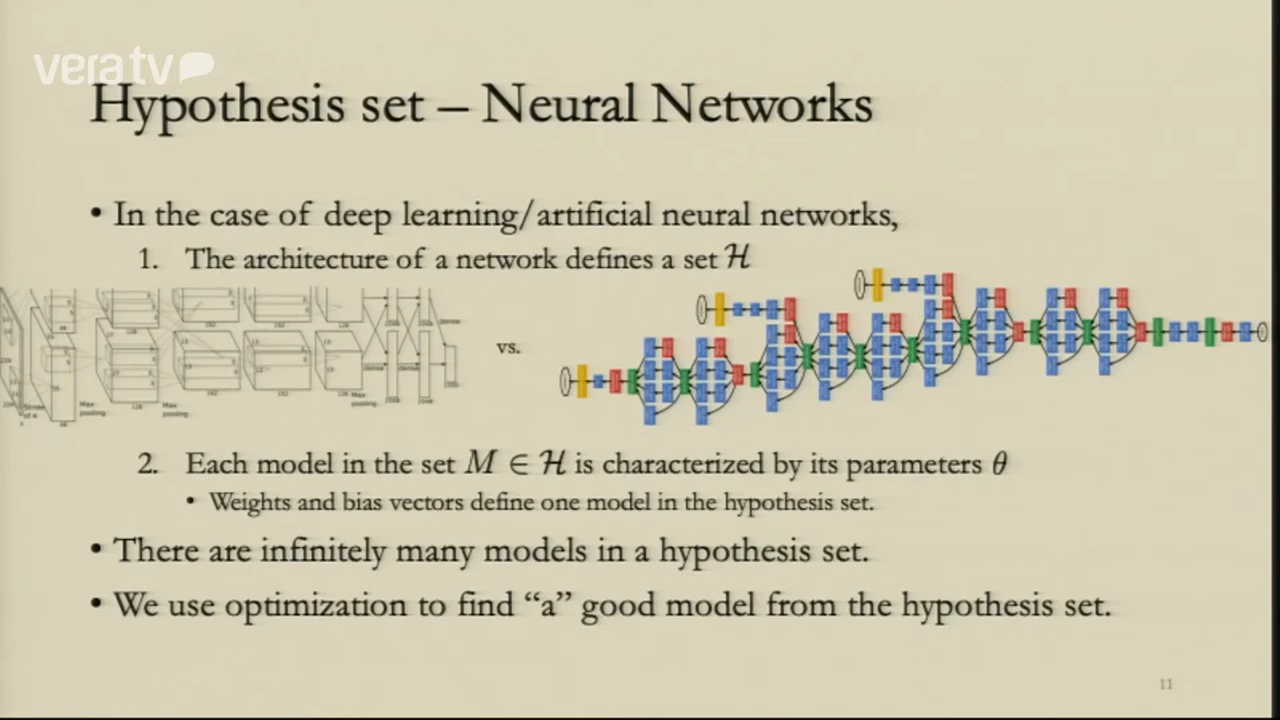 vera tv
Hypothesis set – Neural Networks
• In the case of deep learning/artificial neural networks,
1. The architecture of a network defines a set ℋ
vs.
2. Each model in the set M ∈ ℋ is characterized by its parameters θ
• Weights and bias vectors define one model in the hypothesis set.
• There are infinitely many models in a hypothesis set.
• We use optimization to find “a” good model from the hypothesis set.
11